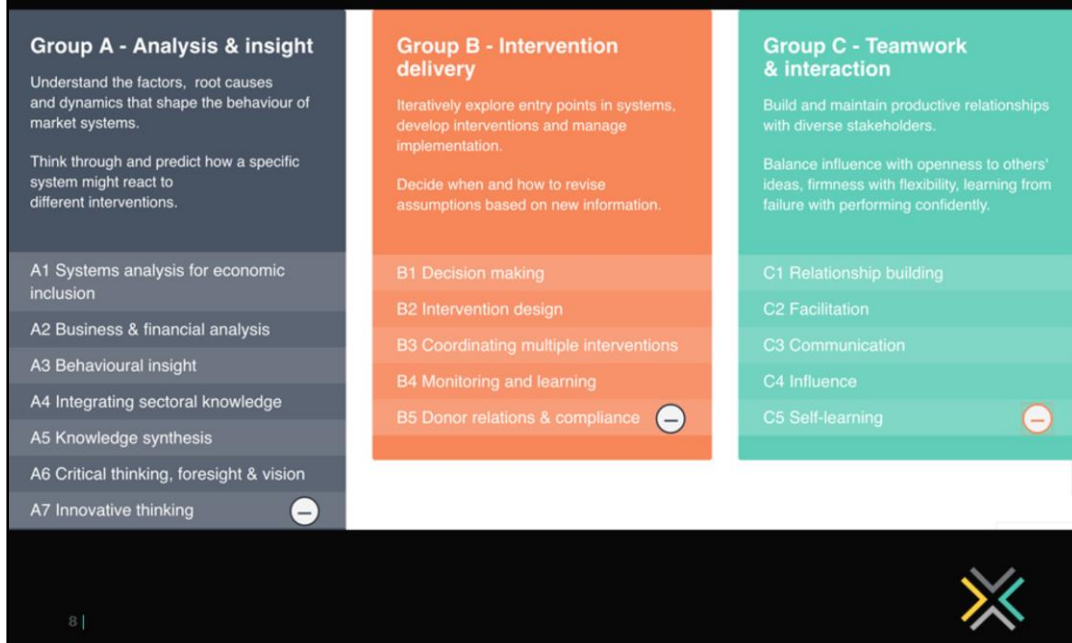 Group A - Analysis & insight
Understand the factors, root causes
and dynamics that shape the behaviour of
market systems.
Think through and predict how a specific
system might react to
different interventions.
A1 Systems analysis for economic
inclusion
A2 Business & financial analysis
A3 Behavioural insight
A4 Integrating sectoral knowledge
A5 Knowledge synthesis
A6 Critical thinking, foresight & vision
A7 Innovative thinking
Group B - Intervention
delivery
Iteratively explore entry points in systems,
develop interventions and manage
implementation.
Decide when and how to revise
assumptions based on new information.
B1 Decision making
B2 Intervention design
B3 Coordinating multiple interventions
B4 Monitoring and learning
B5 Donor relations & compliance
Group C - Teamwork
& interaction
Build and maintain productive relationships
with diverse stakeholders.
Balance influence with openness to others'
ideas, firmness with flexibility, learning from
failure with performing confidently.
C1 Relationship building
C2 Facilitation
C3 Communication
C4 Influence
C5 Self-learning
8 |